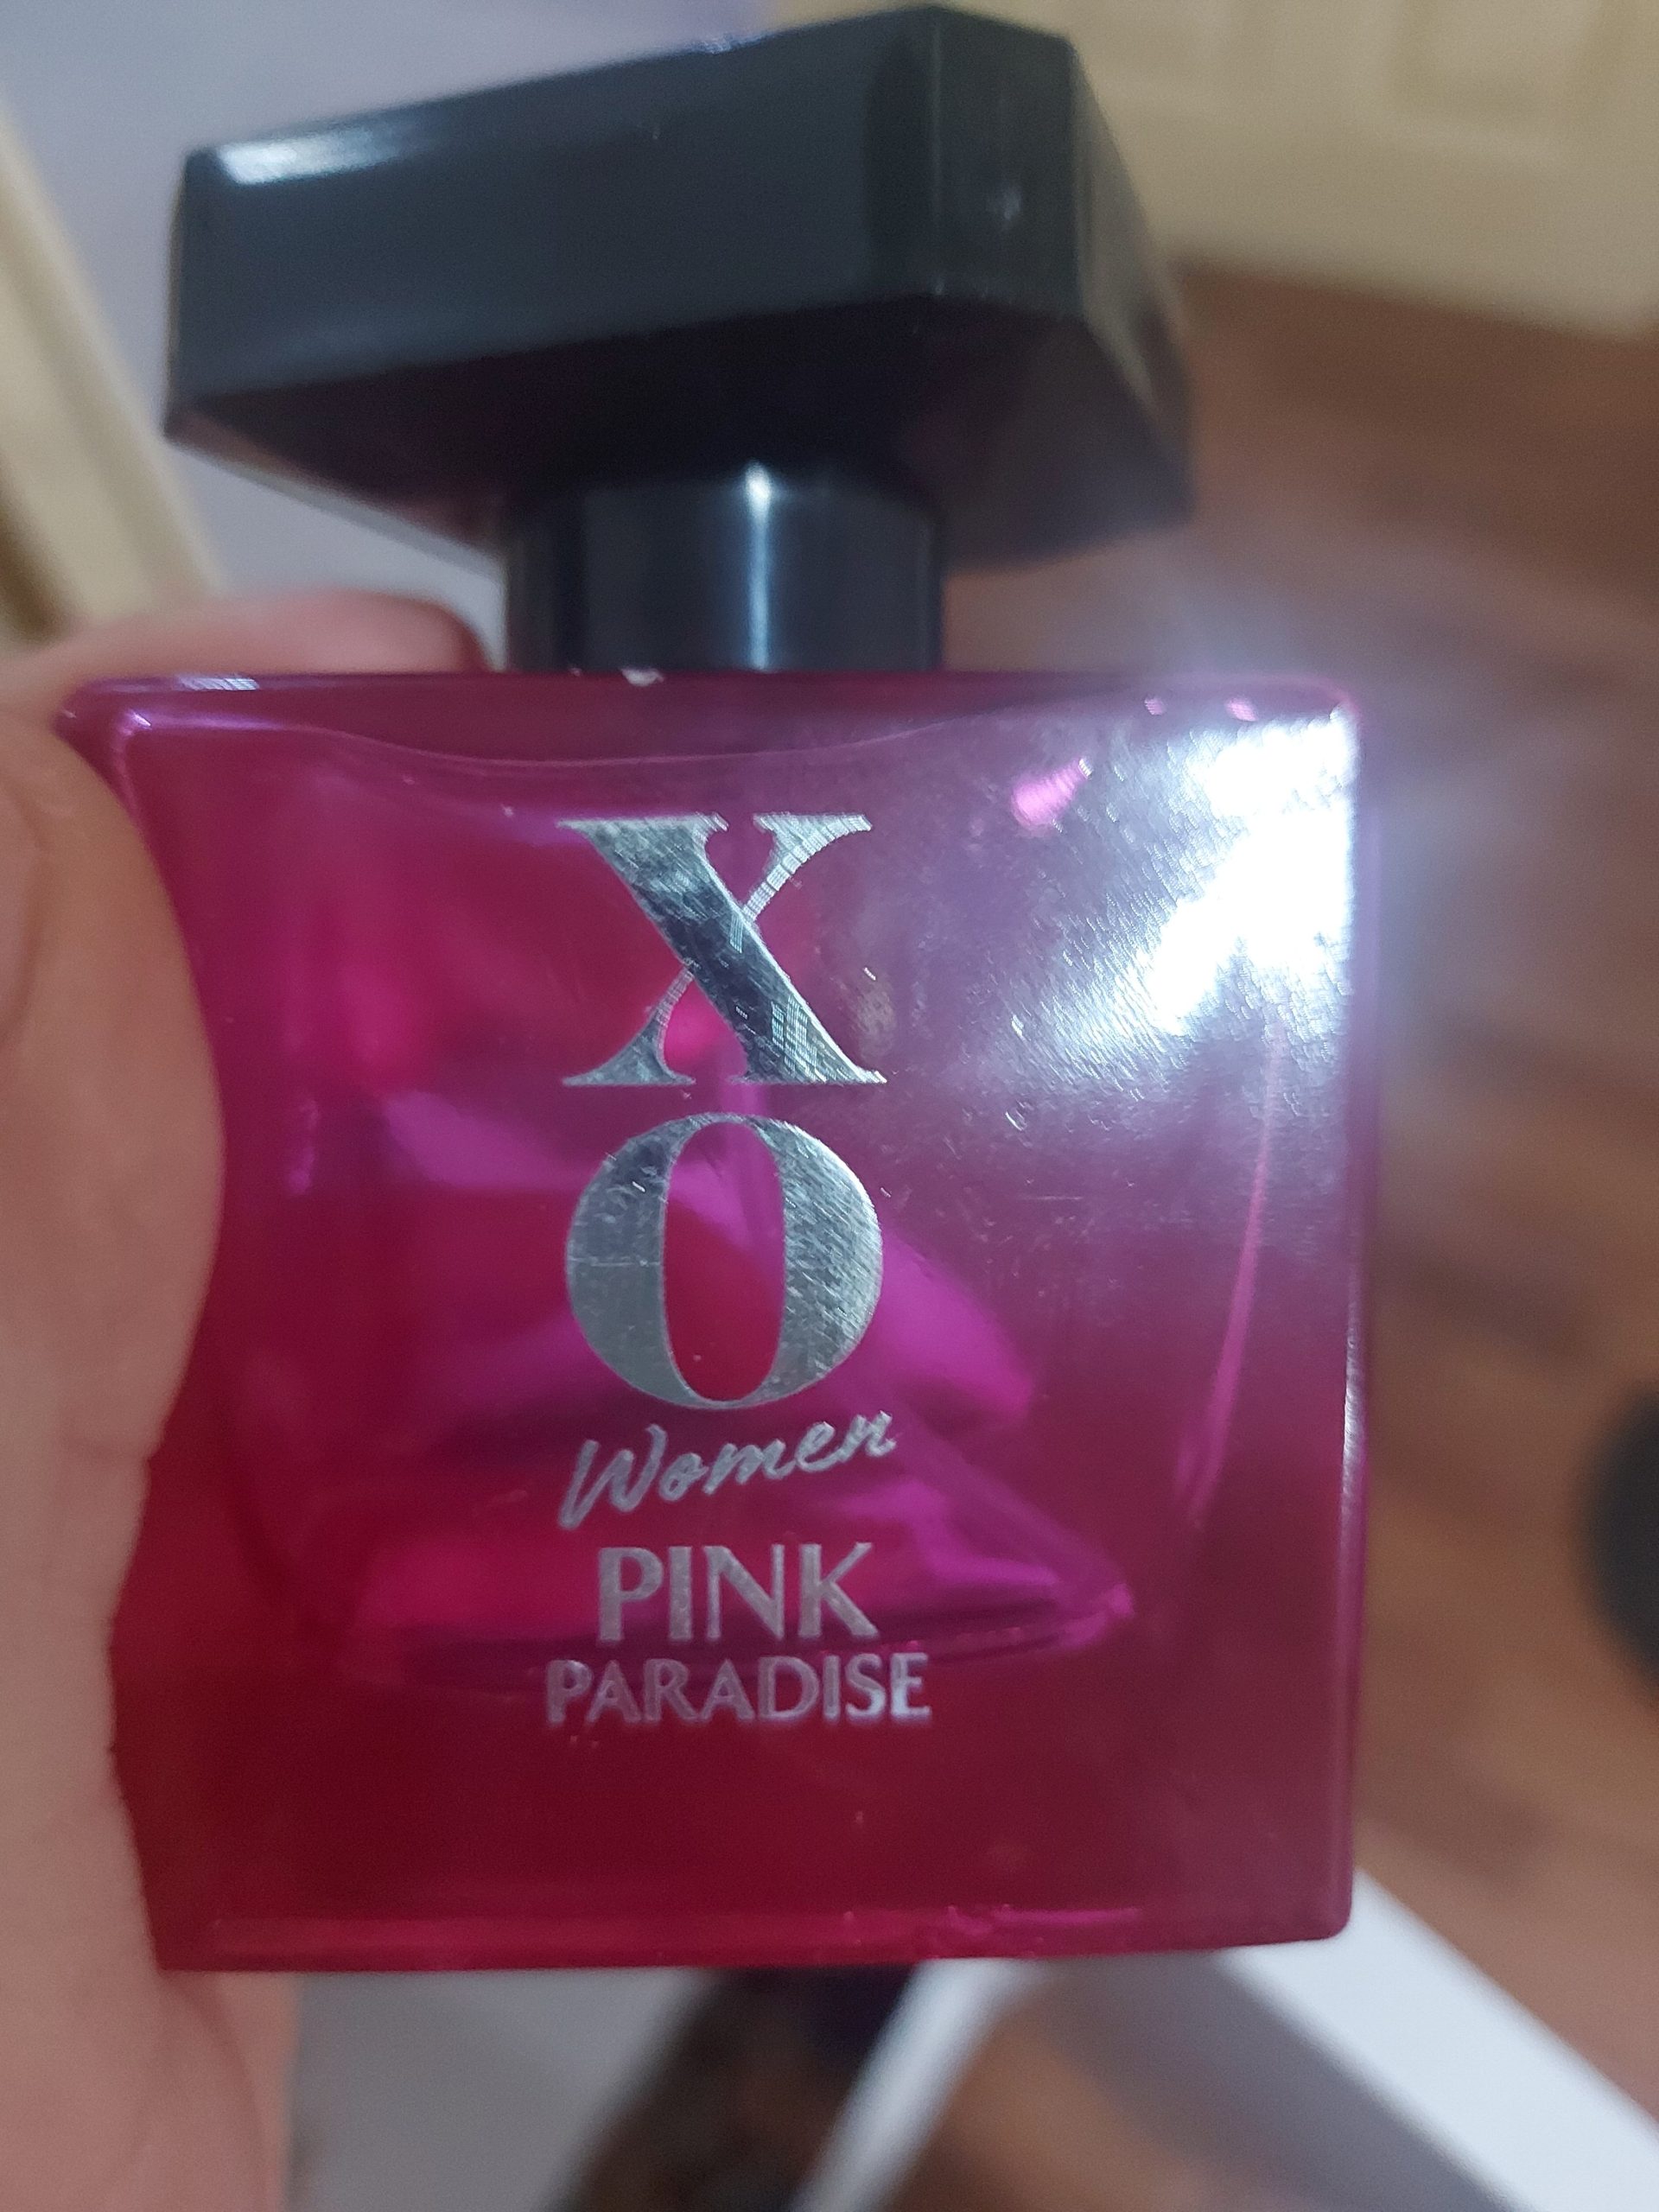 X
O
Women
PINK
PARADISE